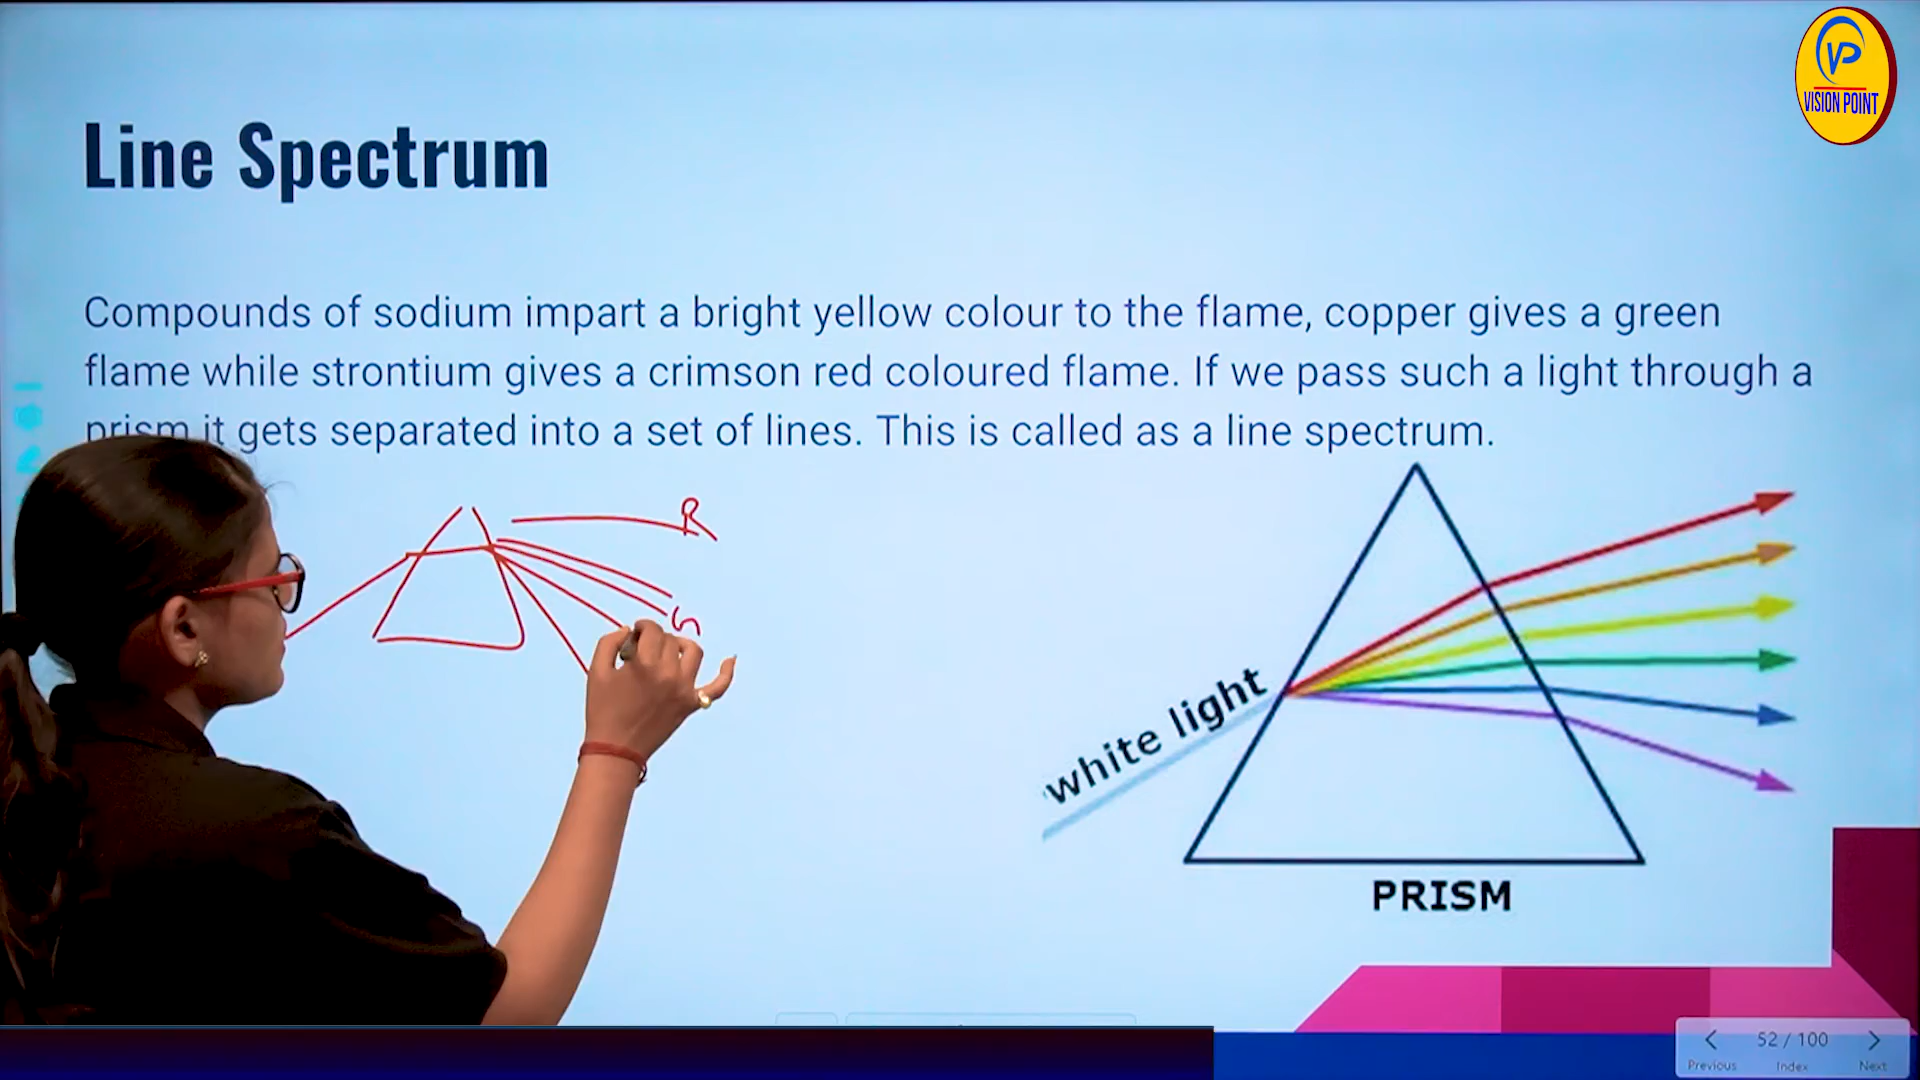 VP
VISION POINT
Line Spectrum
Compounds of sodium impart a bright yellow colour to the flame, copper gives a green
flame while strontium gives a crimson red coloured flame. If we pass such a light through a
prism it gets separated into a set of lines. This is called as a line spectrum.
R
G
white light
PRISM
52 / 100
Previous Index Next